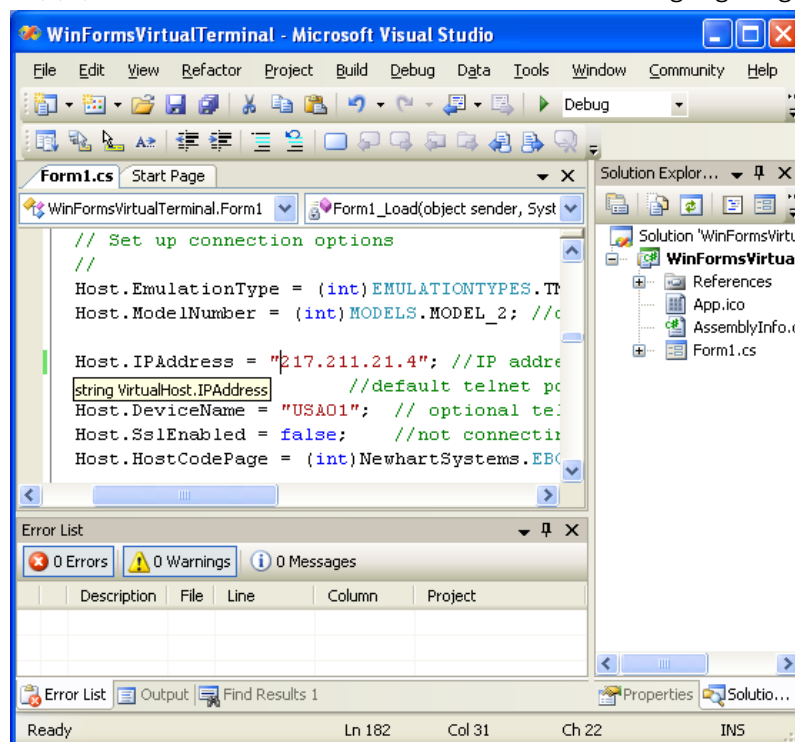 WinFormsVirtualTerminal - Microsoft Visual Studio
File Edit View Refactor Project Build Debug Data Tools Window Community Help
Debug
Form1.cs Start Page
Solution Explor...
WinFormsVirtualTerminal.Form1 Form1_Load(object sender, Syst
Solution 'WinFormsVirtu
WinFormsVirtua
References
App.ico
AssemblyInfo.
Form1.cs
// Set up connection options
//
Host.EmulationType = (int)EMULATIONTYPES.TN
Host.ModelNumber = (int)MODELS.MODEL_2; //
Host.IPAddress = "217.211.21.4"; //IP addre
string VirtualHost.IPAddress //default telnet po
Host.DeviceName = "USA01"; // optional tel
Host.SslEnabled = false; //not connectin
Host.HostCodePage = (int)NewhartSystems.EBC
Error List
0 Errors 0 Warnings 0 Messages
Description File Line Column Project
Error List Output Find Results 1
Properties Solutio...
Ready Ln 182 Col 31 Ch 22 INS